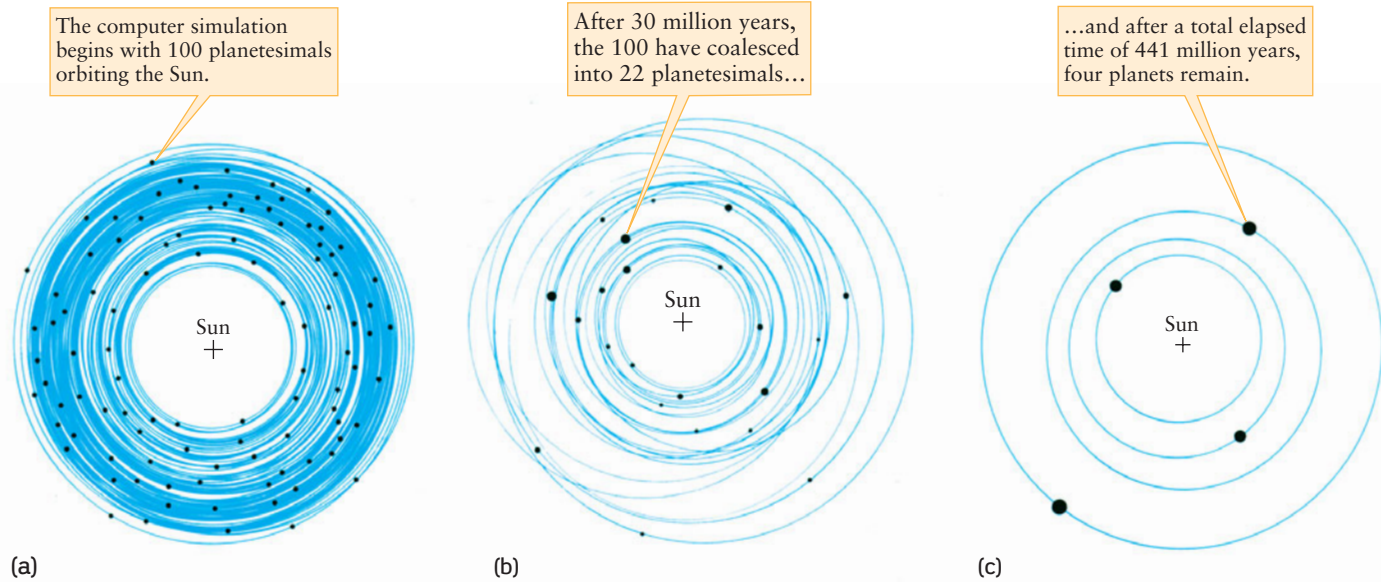 The computer simulation
begins with 100 planetesimals
orbiting the Sun.
After 30 million years,
the 100 have coalesced
into 22 planetesimals…
…and after a total elapsed
time of 441 million years,
four planets remain.
Sun
Sun
Sun
(a)
(b)
(c)